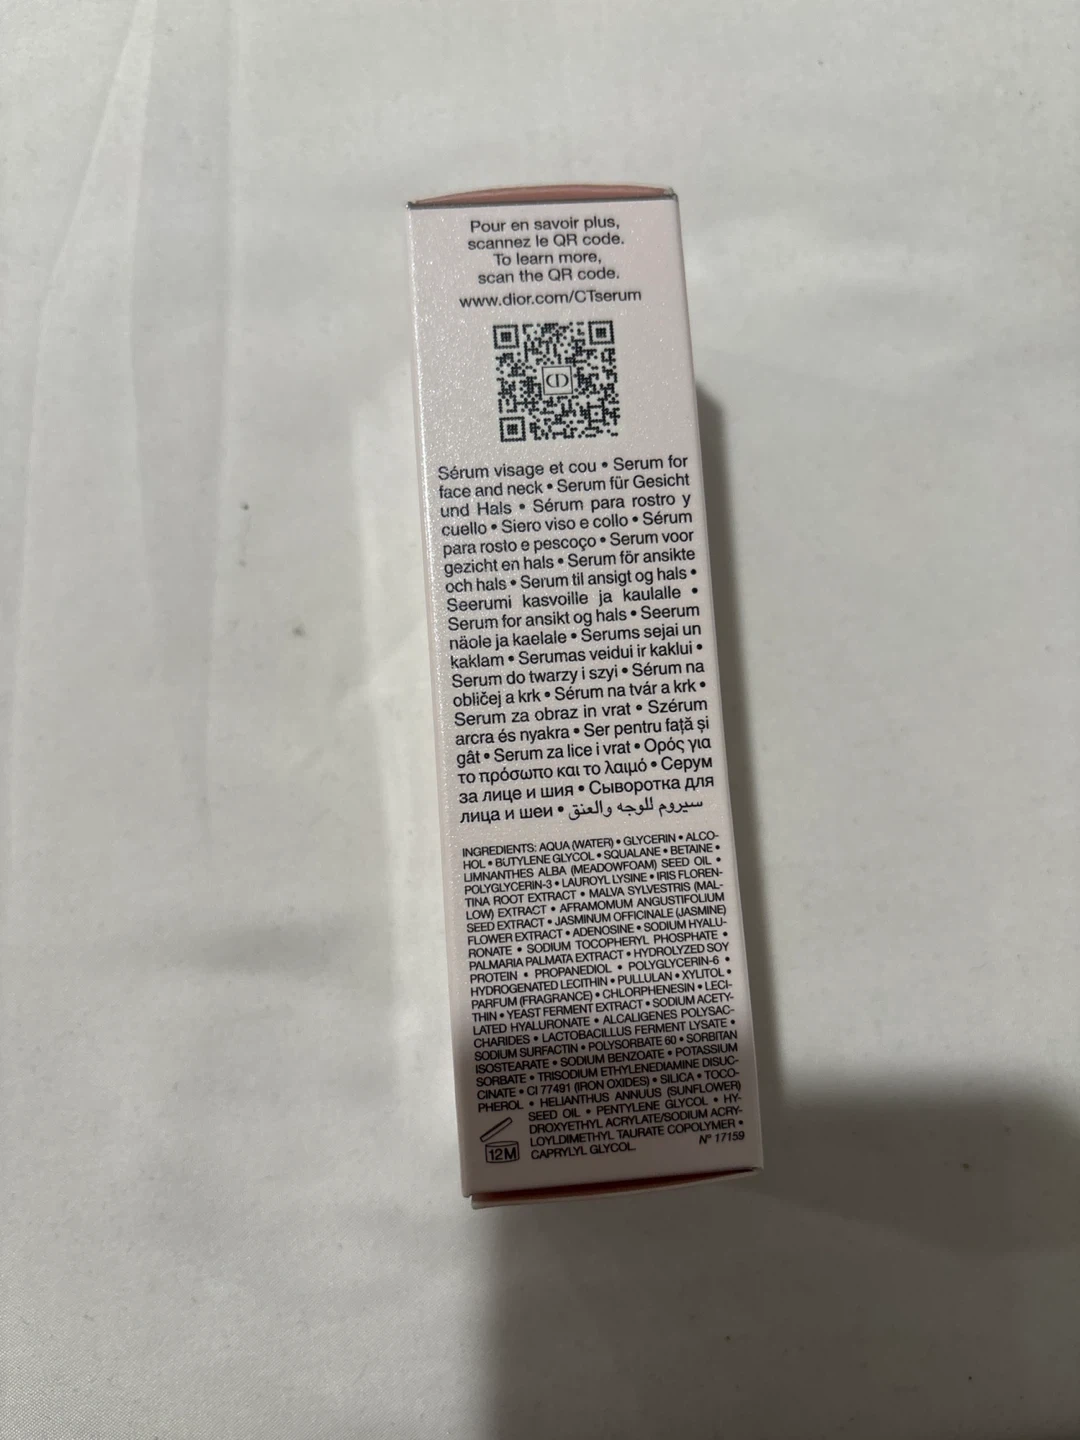 Pour en savoir plus,
scannez le QR code.
To learn more,
scan the QR code.
www.dior.com/CTserum
Sérum visage et cou • Serum for
face and neck • Serum für Gesicht
und Hals • Sérum para rostro y
cuello • Siero viso e collo • Sérum
para rosto e pescoço • Serum voor
gezicht en hals • Serum för ansikte
och hals • Serum til ansigt og hals •
Seerumi kasvoille ja kaulalle •
Serum for ansikt og hals • Seerum
näole ja kaelale • Serums sejai un
kaklam • Serumas veidui ir kaklui •
Serum do twarzy i szyi • Sérum na
obličej a krk • Sérum na tvár a krk •
Serum za obraz in vrat • Szérum
arcra és nyakra • Ser pentru față și
gât • Serum za lice i vrat • Ορός για
το πρόσωπο και το λαιμό • Серум
за лице и шия • Сыворотка для
лица и шеи • سيروم للوجه والعنق
INGREDIENTS: AQUA (WATER) • GLYCERIN • ALCO-
HOL • BUTYLENE GLYCOL • SQUALANE • BETAINE •
LIMNANTHES ALBA (MEADOWFOAM) SEED OIL •
POLYGLYCERIN-3 • LAUROYL LYSINE • IRIS FLOREN-
TINA ROOT EXTRACT • MALVA SYLVESTRIS (MAL-
LOW) EXTRACT • AFRAMOMUM ANGUSTIFOLIUM
SEED EXTRACT • JASMINUM OFFICINALE (JASMINE)
FLOWER EXTRACT • ADENOSINE • SODIUM HYALU-
RONATE • SODIUM TOCOPHERYL PHOSPHATE •
PALMARIA PALMATA EXTRACT • HYDROLYZED SOY
PROTEIN • PROPANEDIOL • POLYGLYCERIN-6 •
HYDROGENATED LECITHIN • PULLULAN • XYLITOL •
PARFUM (FRAGRANCE) • CHLORPHENESIN • LECI-
THIN • YEAST FERMENT EXTRACT • SODIUM ACETY-
LATED HYALURONATE • ALCALIGENES POLYSAC-
CHARIDES • LACTOBACILLUS FERMENT LYSATE •
SODIUM SURFACTIN • POLYSORBATE 60 • SORBITAN
ISOSTEARATE • SODIUM BENZOATE • POTASSIUM
SORBATE • TRISODIUM ETHYLENEDIAMINE DISUC-
CINATE • CI 77491 (IRON OXIDES) • SILICA • TOCO-
PHEROL • HELIANTHUS ANNUUS (SUNFLOWER)
SEED OIL • PENTYLENE GLYCOL • HY-
DROXYETHYL ACRYLATE/SODIUM ACRY-
LOYLDIMETHYL TAURATE COPOLYMER •
CAPRYLYL GLYCOL. N° 17159
12M